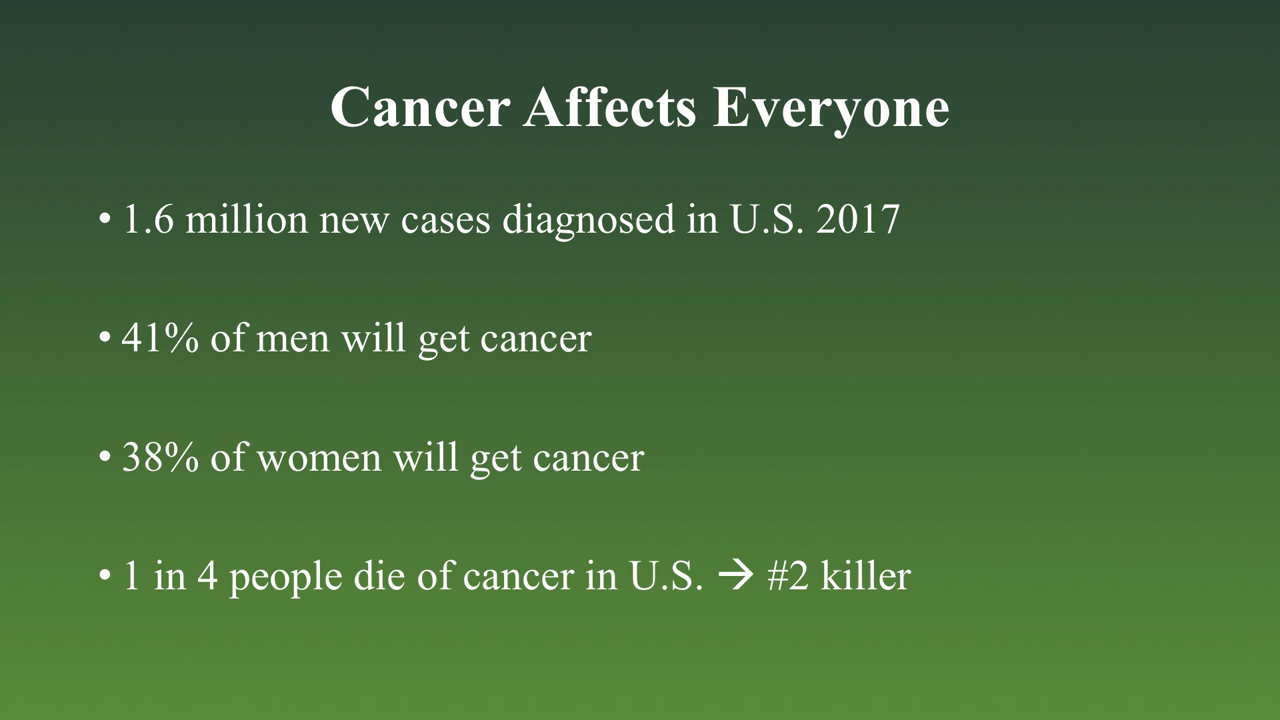 Cancer Affects Everyone
• 1.6 million new cases diagnosed in U.S. 2017
• 41% of men will get cancer
• 38% of women will get cancer
• 1 in 4 people die of cancer in U.S. → #2 killer